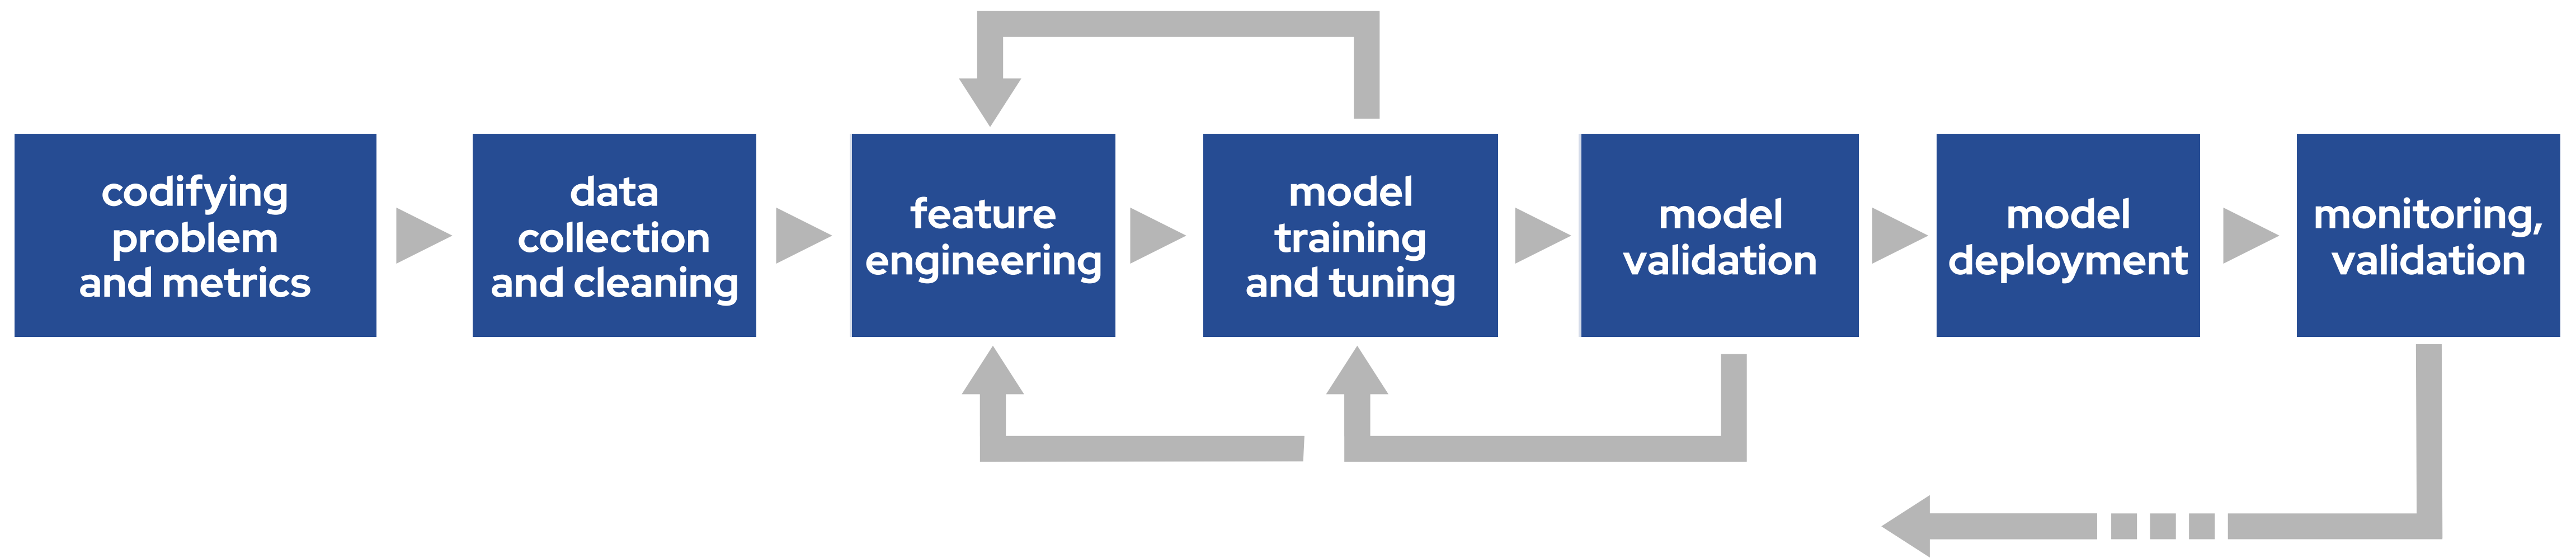 codifying
problem
and metrics
data
collection
and cleaning
feature
engineering
model
training
and tuning
model
validation
model
deployment
monitoring,
validation